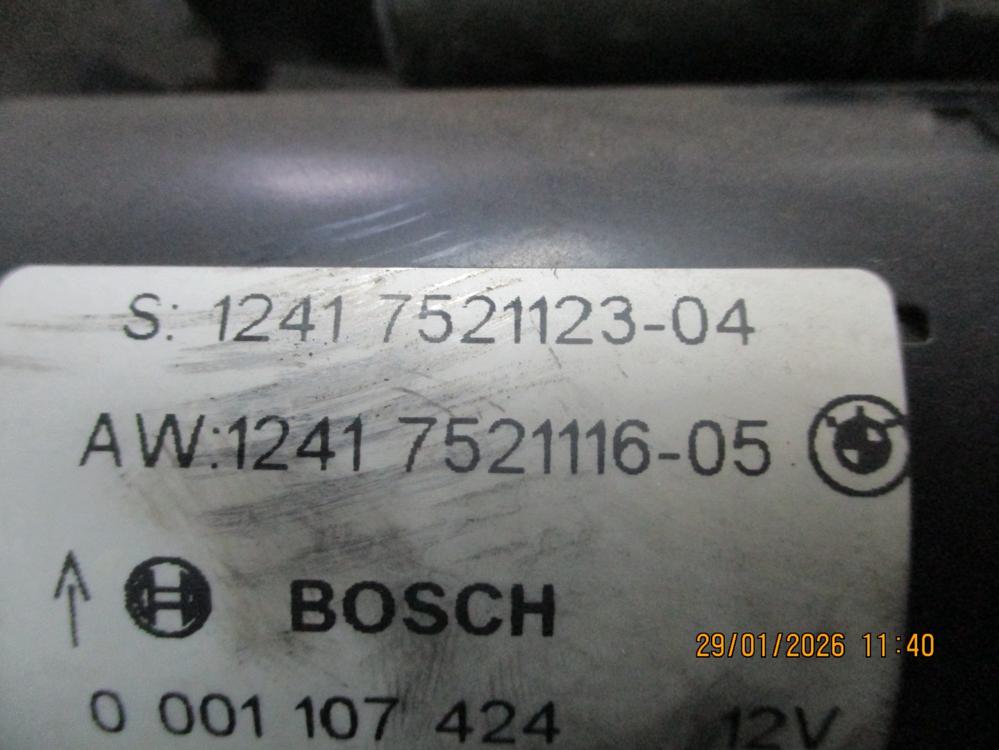 S: 1241 7521123-04
AW:1241 7521116-05
BOSCH
29/01/2026 11:40
0 001 107 424 12V